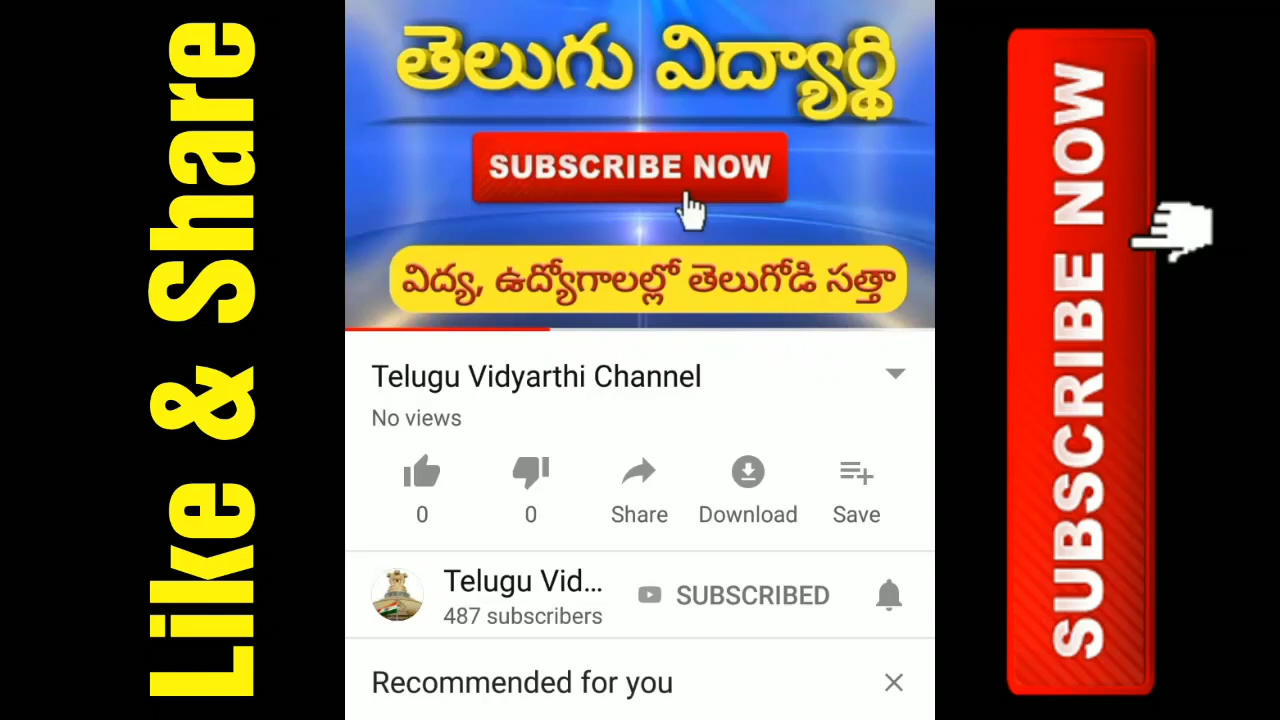 Like & Share
తెలుగు విద్యార్థి
SUBSCRIBE NOW
విద్య, ఉద్యోగాలల్లో తెలుగోడి సత్తా
Telugu Vidyarthi Channel
No views
0
0
Share
Download
Save
Telugu Vid...
SUBSCRIBED
487 subscribers
Recommended for you
SUBSCRIBE NOW